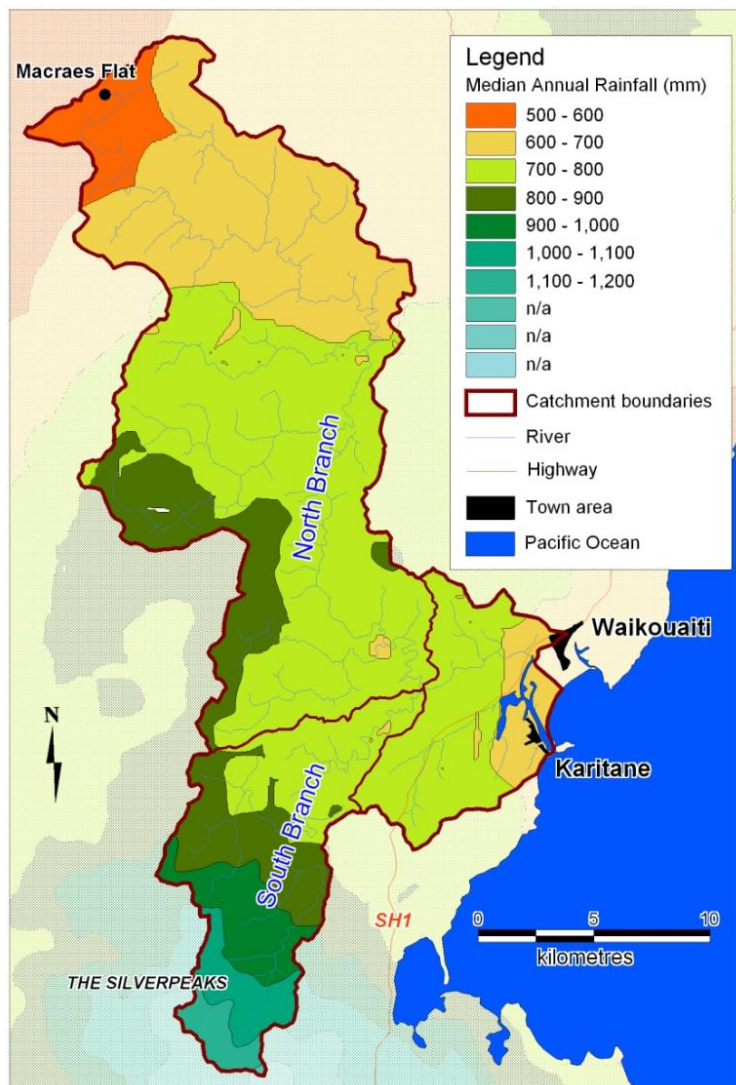 Macraes Flat
Legend
Median Annual Rainfall (mm)
500 - 600
600 - 700
700 - 800
800 - 900
900 - 1,000
1,000 - 1,100
1,100 - 1,200
n/a
n/a
n/a
Catchment boundaries
River
Highway
Town area
Pacific Ocean
North Branch
Waikouaiti
N
Karitane
South Branch
SH1
0 5 10
kilometres
THE SILVERPEAKS